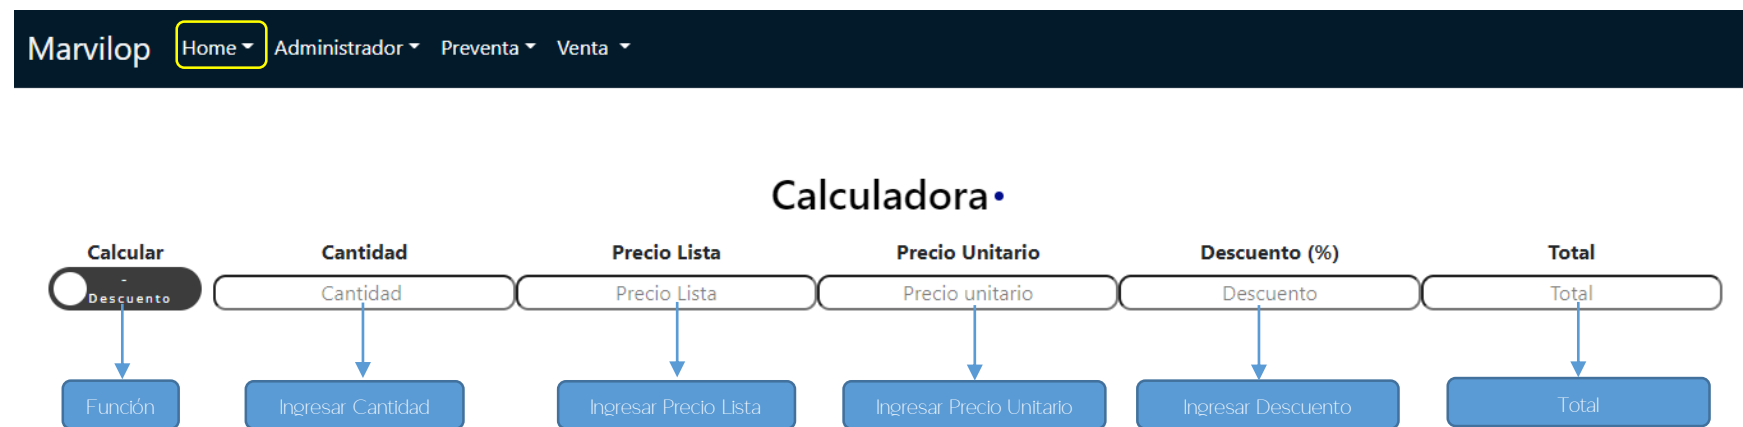 Marvilop Home Administrador Preventa Venta
Calculadora•
Calcular Cantidad Precio Lista Precio Unitario Descuento (%) Total
-
Descuento Cantidad Precio Lista Precio unitario Descuento Total
Función Ingresar Cantidad Ingresar Precio Lista Ingresar Precio Unitario Ingresar Descuento Total